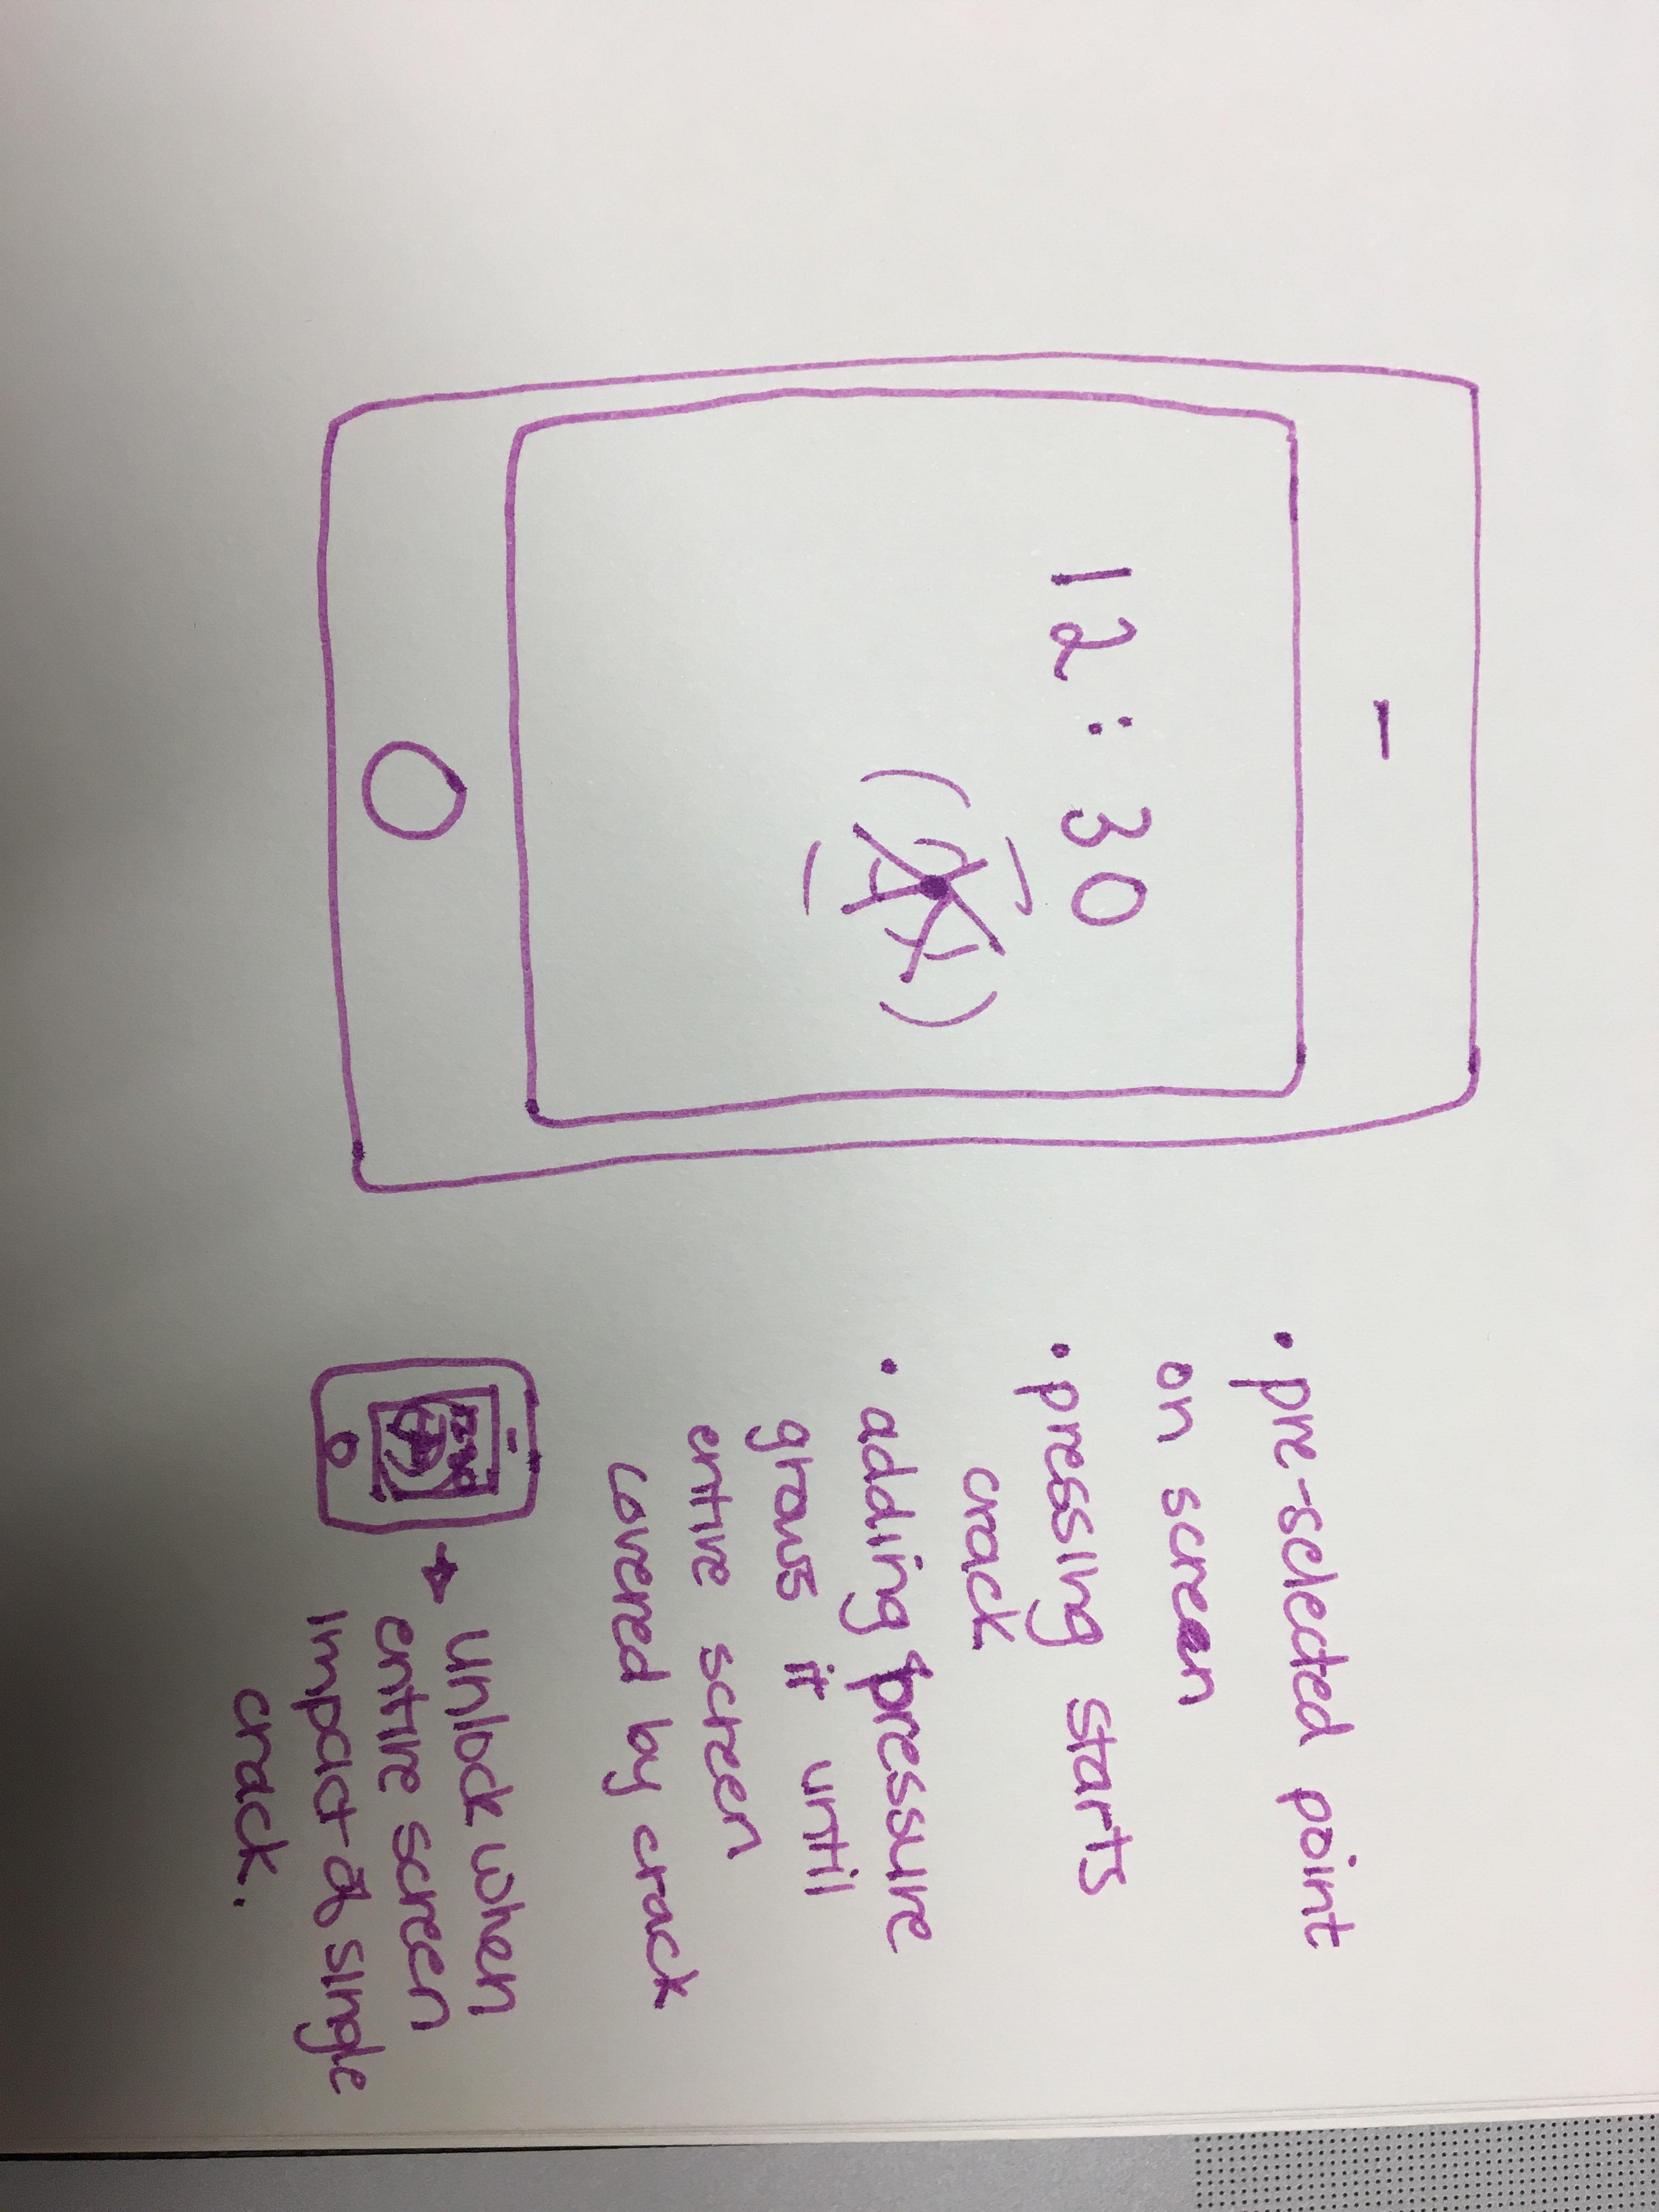 12:30
• pre-selected point
on screen
• pressing starts
crack
• adding pressure
grows it until
entire screen
covered by crack
12:30
unlock when
entire screen
impact of single
crack.